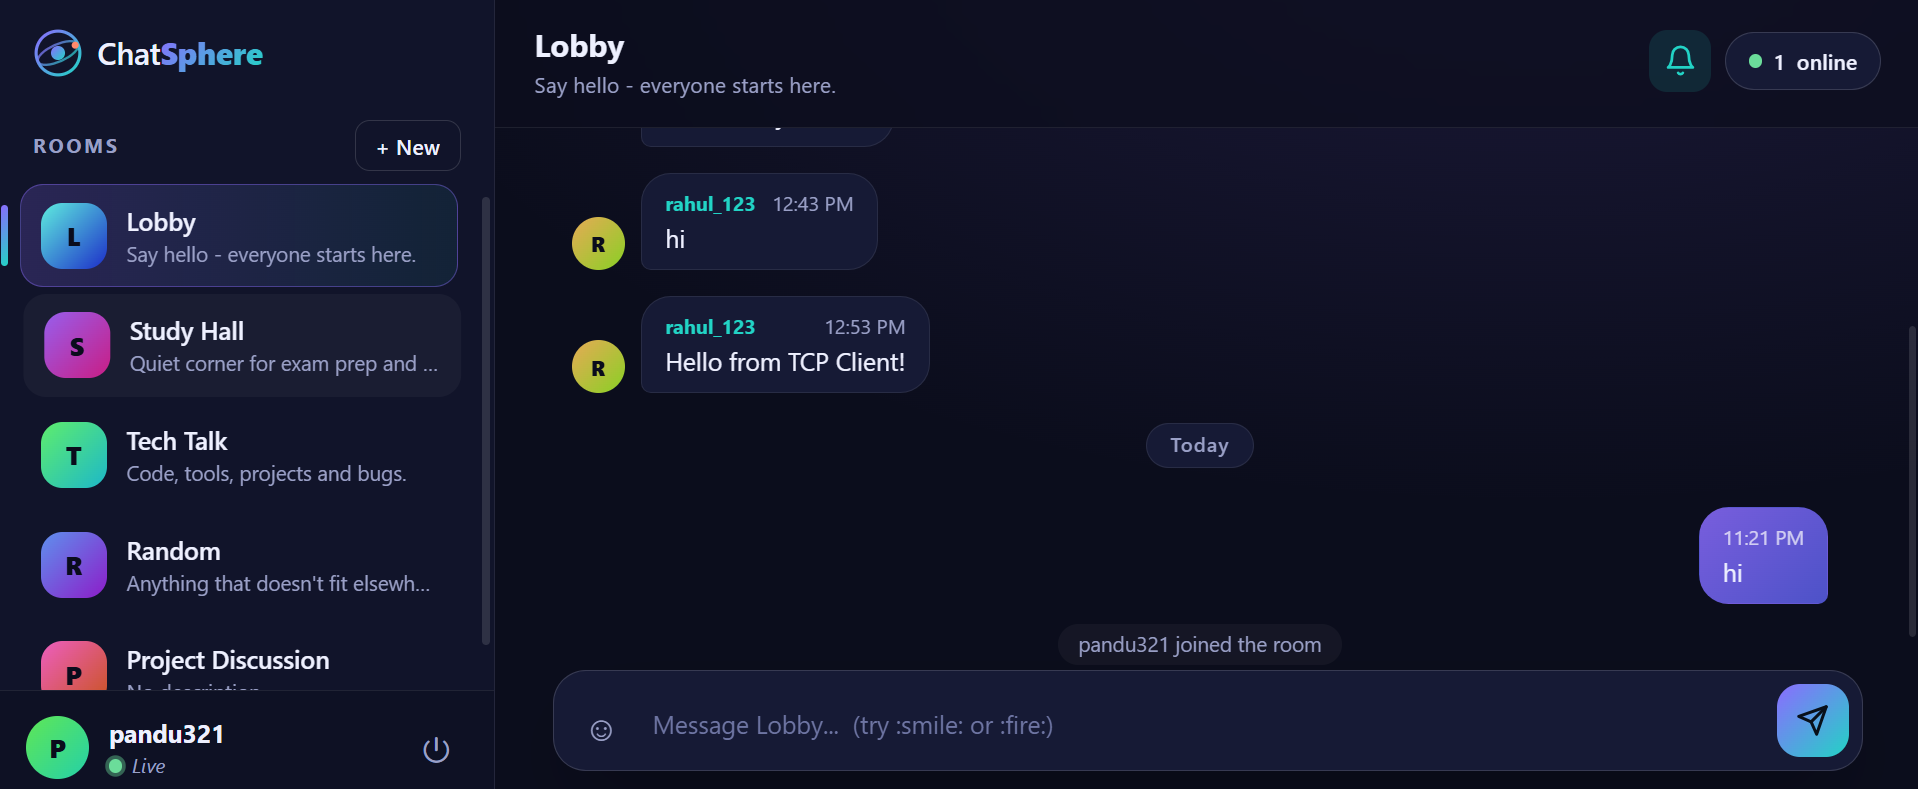 ChatSphere
ROOMS
+ New
L
Lobby
Say hello - everyone starts here.
S
Study Hall
Quiet corner for exam prep and ...
T
Tech Talk
Code, tools, projects and bugs.
R
Random
Anything that doesn't fit elsewh...
P
Project Discussion
No description
P
pandu321
Live
Lobby
Say hello - everyone starts here.
1 online
rahul_123 12:43 PM
hi
R
rahul_123 12:53 PM
Hello from TCP Client!
R
Today
11:21 PM
hi
pandu321 joined the room
Message Lobby... (try :smile: or :fire:)